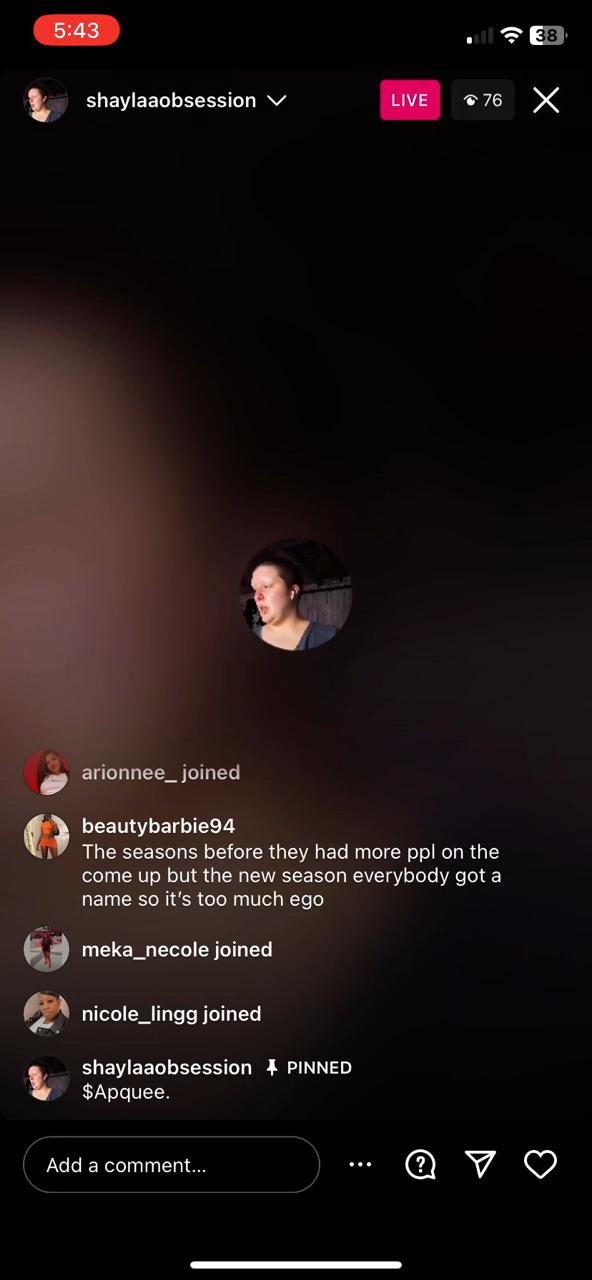 5:43
38
shaylaaobsession
LIVE
76
arionnee_ joined
beautybarbie94
The seasons before they had more ppl on the
come up but the new season everybody got a
name so it’s too much ego
meka_necole joined
nicole_lingg joined
shaylaaobsession PINNED
$Apquee.
Add a comment...